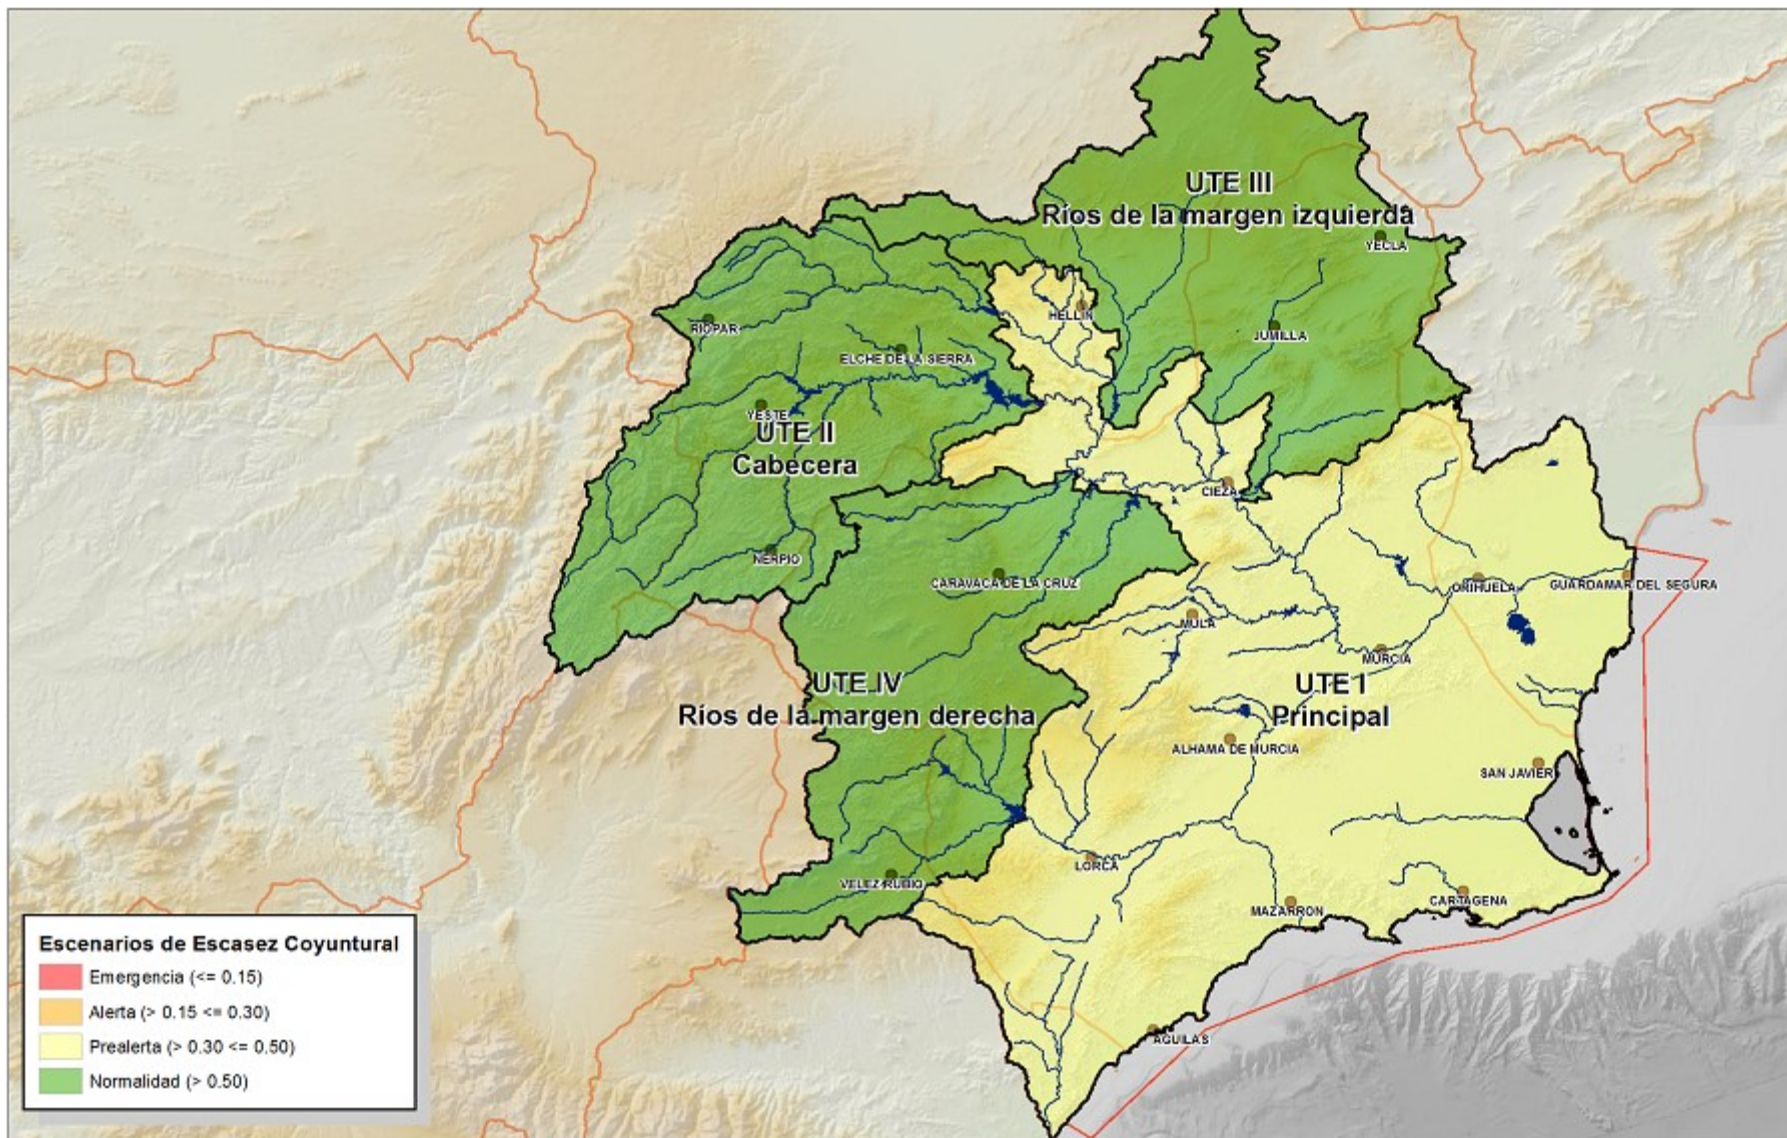 UTE III
Ríos de la margen izquierda
YECLA
HELLIN
RIOPAR
JUMILLA
ELCHE DE LA SIERRA
YESTE
UTE II
Cabecera
CIEZA
NERPIO
CARAVACA DE LA CRUZ
ORIHUELA
GUARDAMAR DEL SEGURA
MULA
MURCIA
UTE IV
Ríos de la margen derecha
UTE I
Principal
ALHAMA DE MURCIA
SAN JAVIER
LORCA
VELEZ-RUBIO
MAZARRON
CARTAGENA
AGUILAS
Escenarios de Escasez Coyuntural
Emergencia (<= 0.15)
Alerta (> 0.15 <= 0.30)
Prealerta (> 0.30 <= 0.50)
Normalidad (> 0.50)